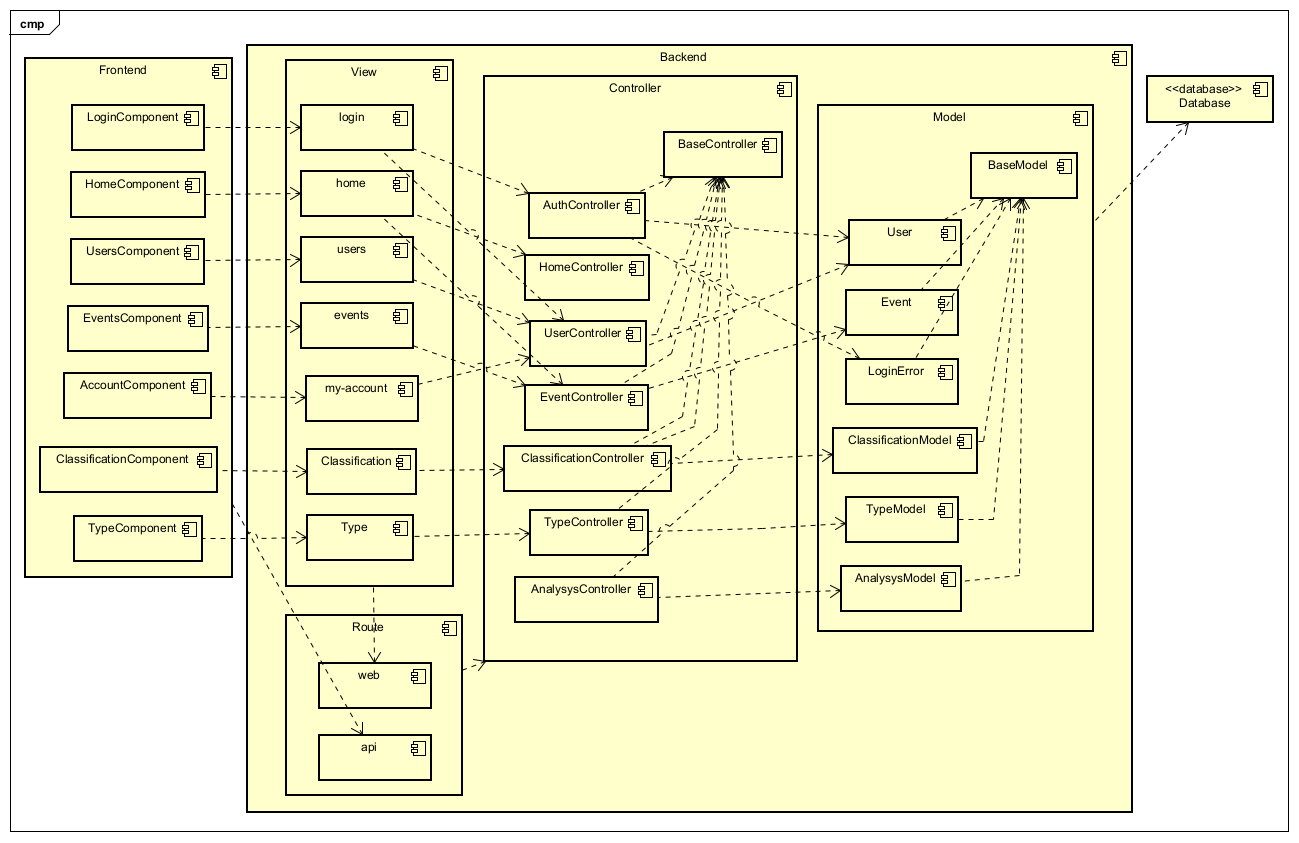 cmp
Frontend
LoginComponent
HomeComponent
UsersComponent
EventsComponent
AccountComponent
ClassificationComponent
TypeComponent
Backend
View
login
home
users
events
my-account
Classification
Type
Route
web
api
Controller
BaseController
AuthController
HomeController
UserController
EventController
ClassificationController
TypeController
AnalysysController
Model
BaseModel
User
Event
LoginError
ClassificationModel
TypeModel
AnalysysModel
<<database>>
Database